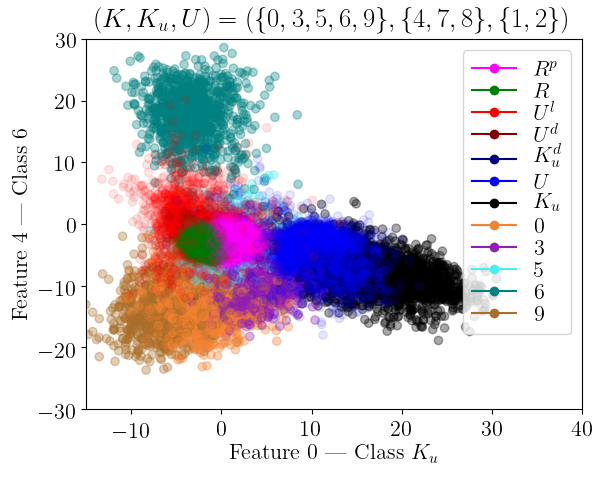 (K, K_u, U) = ({0, 3, 5, 6, 9}, {4, 7, 8}, {1, 2})
30
20
10
0
−10
−20
−30
Feature 4 — Class 6
−10
0
10
20
30
40
Feature 0 — Class K_u
R^p
R
U^l
U^d
K_u^d
U
K_u
0
3
5
6
9